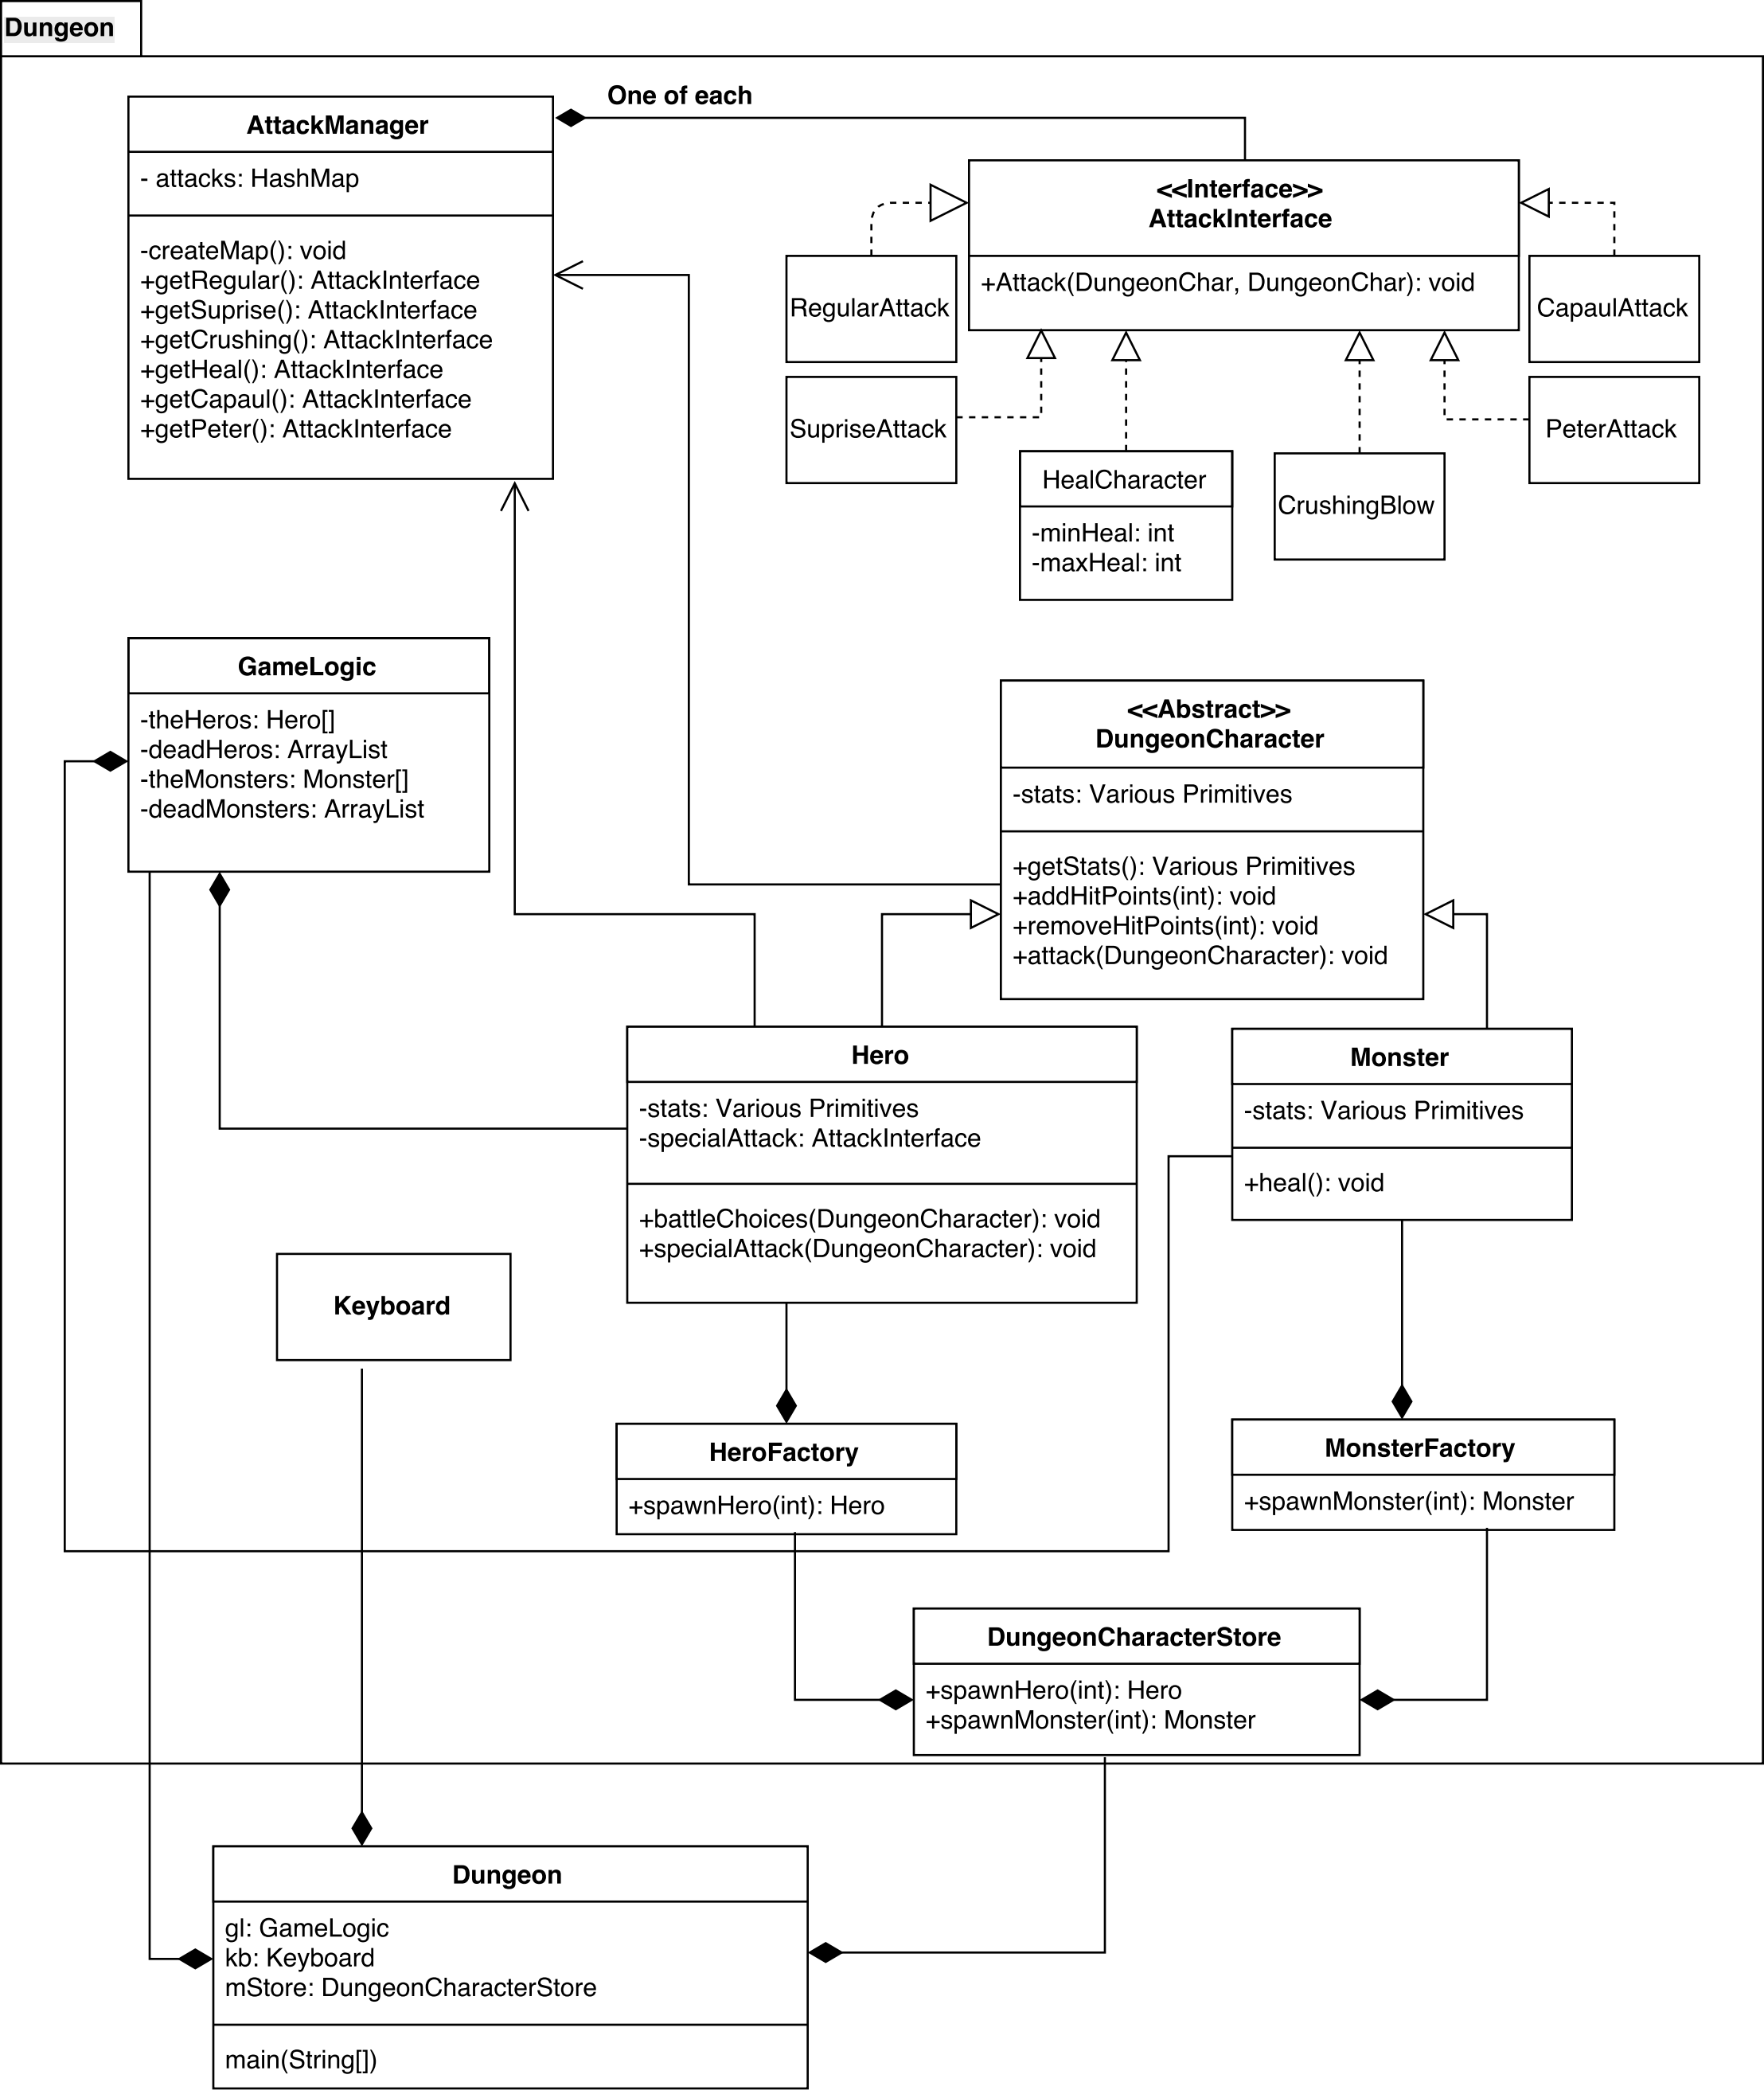 Dungeon
One of each
AttackManager
- attacks: HashMap
-createMap(): void
+getRegular(): AttackInterface
+getSuprise(): AttackInterface
+getCrushing(): AttackInterface
+getHeal(): AttackInterface
+getCapaul(): AttackInterface
+getPeter(): AttackInterface
<<Interface>>
AttackInterface
+Attack(DungeonChar, DungeonChar): void
RegularAttack
CapaulAttack
SupriseAttack
PeterAttack
HealCharacter
-minHeal: int
-maxHeal: int
CrushingBlow
GameLogic
-theHeros: Hero[]
-deadHeros: ArrayList
-theMonsters: Monster[]
-deadMonsters: ArrayList
<<Abstract>>
DungeonCharacter
-stats: Various Primitives
+getStats(): Various Primitives
+addHitPoints(int): void
+removeHitPoints(int): void
+attack(DungeonCharacter): void
Hero
-stats: Various Primitives
-specialAttack: AttackInterface
+battleChoices(DungeonCharacter): void
+specialAttack(DungeonCharacter): void
Monster
-stats: Various Primitives
+heal(): void
Keyboard
HeroFactory
+spawnHero(int): Hero
MonsterFactory
+spawnMonster(int): Monster
DungeonCharacterStore
+spawnHero(int): Hero
+spawnMonster(int): Monster
Dungeon
gl: GameLogic
kb: Keyboard
mStore: DungeonCharacterStore
main(String[])